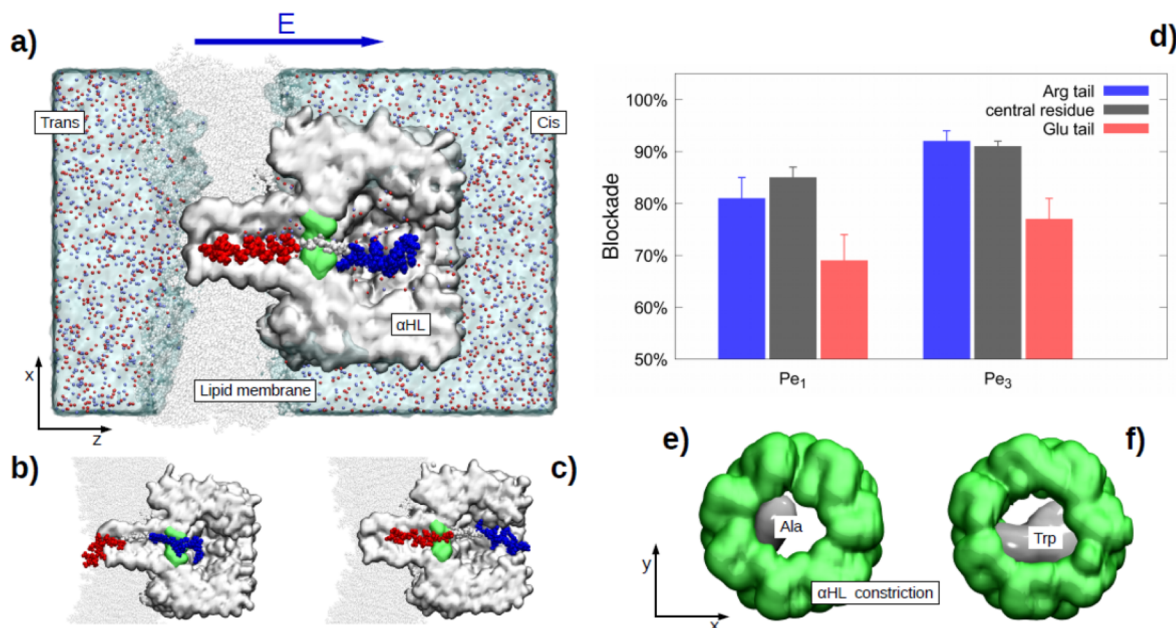 a)
E
Trans
Cis
αHL
Lipid membrane
x
z
b)
c)
d)
Arg tail
central residue
Glu tail
100%
90%
80%
70%
60%
50%
Blockade
Pe₁
Pe₃
e)
f)
Ala
Trp
αHL constriction
y
x